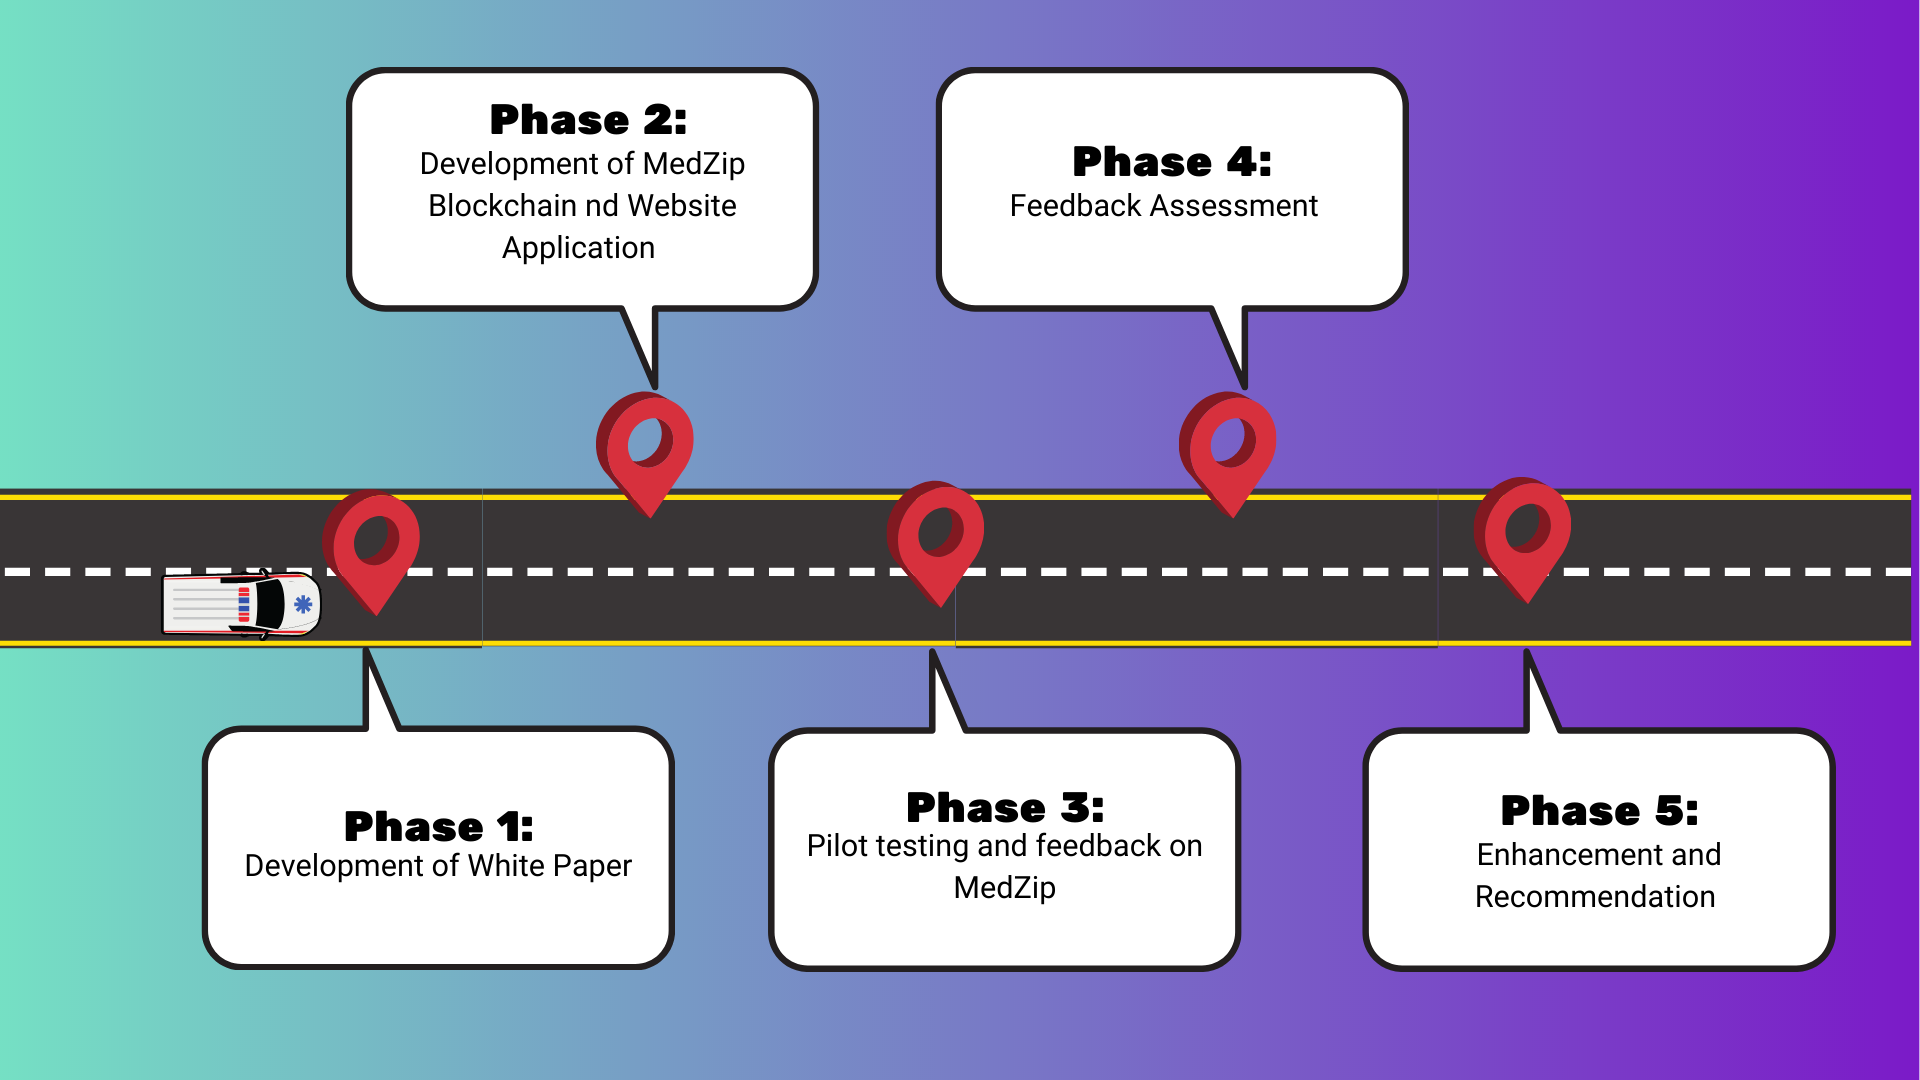 Phase 2:
Development of MedZip
Blockchain nd Website
Application
Phase 4:
Feedback Assessment
Phase 1:
Development of White Paper
Phase 3:
Pilot testing and feedback on
MedZip
Phase 5:
Enhancement and
Recommendation